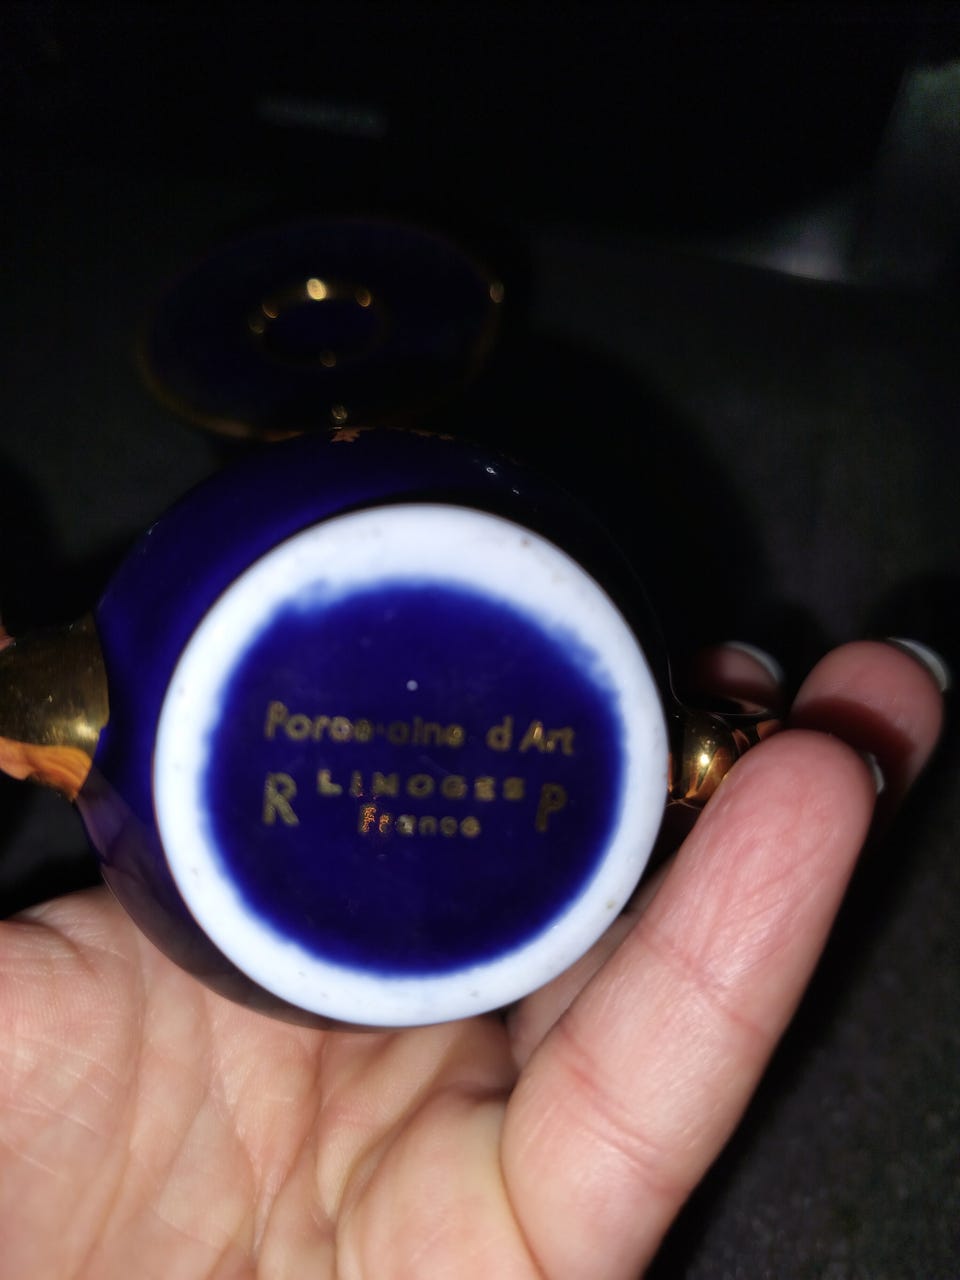 Porcelaine d'Art
R LIMOGES P
France